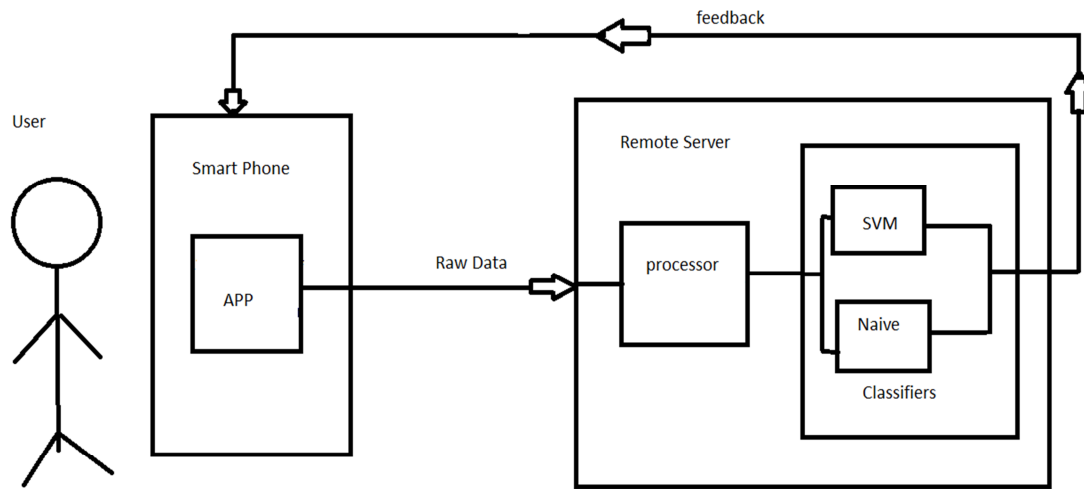 feedback
User
Smart Phone
APP
Raw Data
Remote Server
processor
SVM
Naive
Classifiers